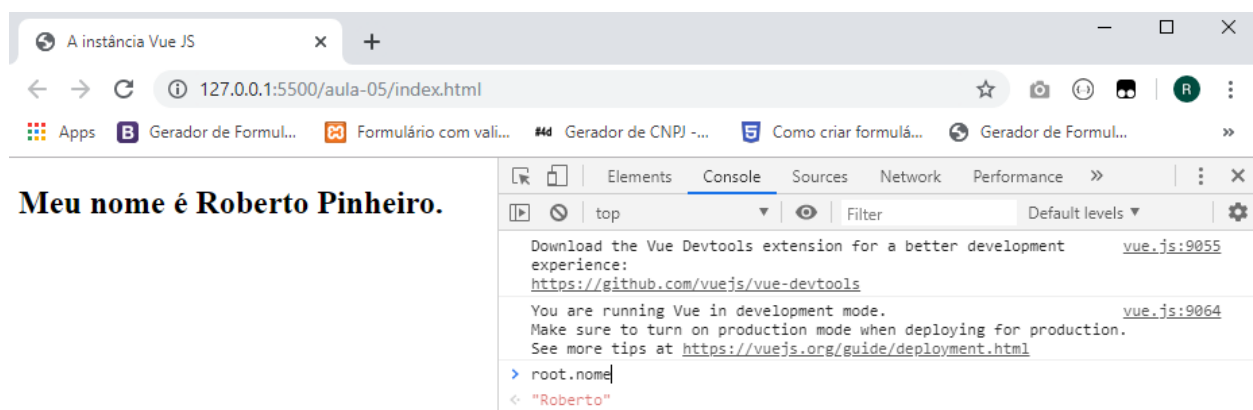 A instância Vue JS
127.0.0.1:5500/aula-05/index.html
R
Apps B Gerador de Formul... Formulário com vali... #4d Gerador de CNPJ -... 5 Como criar formulá... Gerador de Formul... »
Meu nome é Roberto Pinheiro.
Elements Console Sources Network Performance »
top Filter Default levels ▼
Download the Vue Devtools extension for a better development vue.js:9055
experience:
https://github.com/vuejs/vue-devtools
You are running Vue in development mode. vue.js:9064
Make sure to turn on production mode when deploying for production.
See more tips at https://vuejs.org/guide/deployment.html
> root.nome
"Roberto"